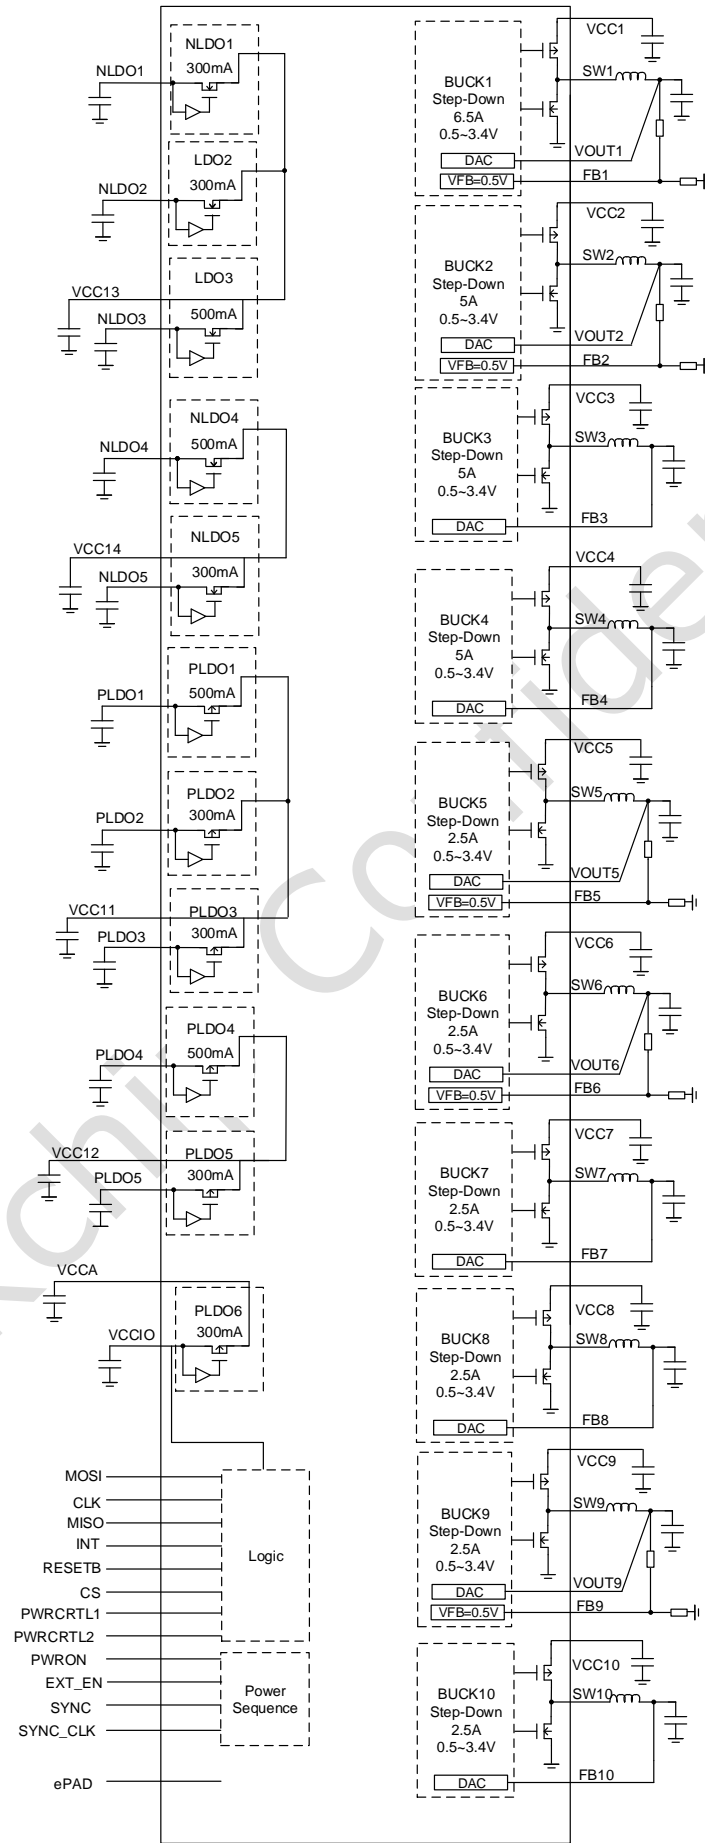 NLDO1
300mA
NLDO1
LDO2
300mA
NLDO2
LDO3
VCC13
500mA
NLDO3
NLDO4
500mA
NLDO4
NLDO5
VCC14
300mA
NLDO5
PLDO1
500mA
PLDO1
PLDO2
300mA
PLDO2
PLDO3
VCC11
300mA
PLDO3
PLDO4
500mA
PLDO4
PLDO5
VCC12
300mA
PLDO5
VCCA
PLDO6
300mA
VCCIO
MOSI
CLK
MISO
INT
RESETB
CS
PWRCRTL1
PWRCRTL2
Logic
PWRON
EXT_EN
SYNC
SYNC_CLK
Power
Sequence
ePAD
VCC1
BUCK1
Step-Down
6.5A
0.5~3.4V
SW1
DAC
VOUT1
VFB=0.5V
FB1
VCC2
BUCK2
Step-Down
5A
0.5~3.4V
SW2
DAC
VOUT2
VFB=0.5V
FB2
VCC3
BUCK3
Step-Down
5A
0.5~3.4V
SW3
DAC
FB3
VCC4
BUCK4
Step-Down
5A
0.5~3.4V
SW4
DAC
FB4
VCC5
BUCK5
Step-Down
2.5A
0.5~3.4V
SW5
DAC
VOUT5
VFB=0.5V
FB5
VCC6
BUCK6
Step-Down
2.5A
0.5~3.4V
SW6
DAC
VOUT6
VFB=0.5V
FB6
VCC7
BUCK7
Step-Down
2.5A
0.5~3.4V
SW7
DAC
FB7
VCC8
BUCK8
Step-Down
2.5A
0.5~3.4V
SW8
DAC
FB8
VCC9
BUCK9
Step-Down
2.5A
0.5~3.4V
SW9
DAC
VOUT9
VFB=0.5V
FB9
VCC10
BUCK10
Step-Down
2.5A
0.5~3.4V
SW10
DAC
FB10